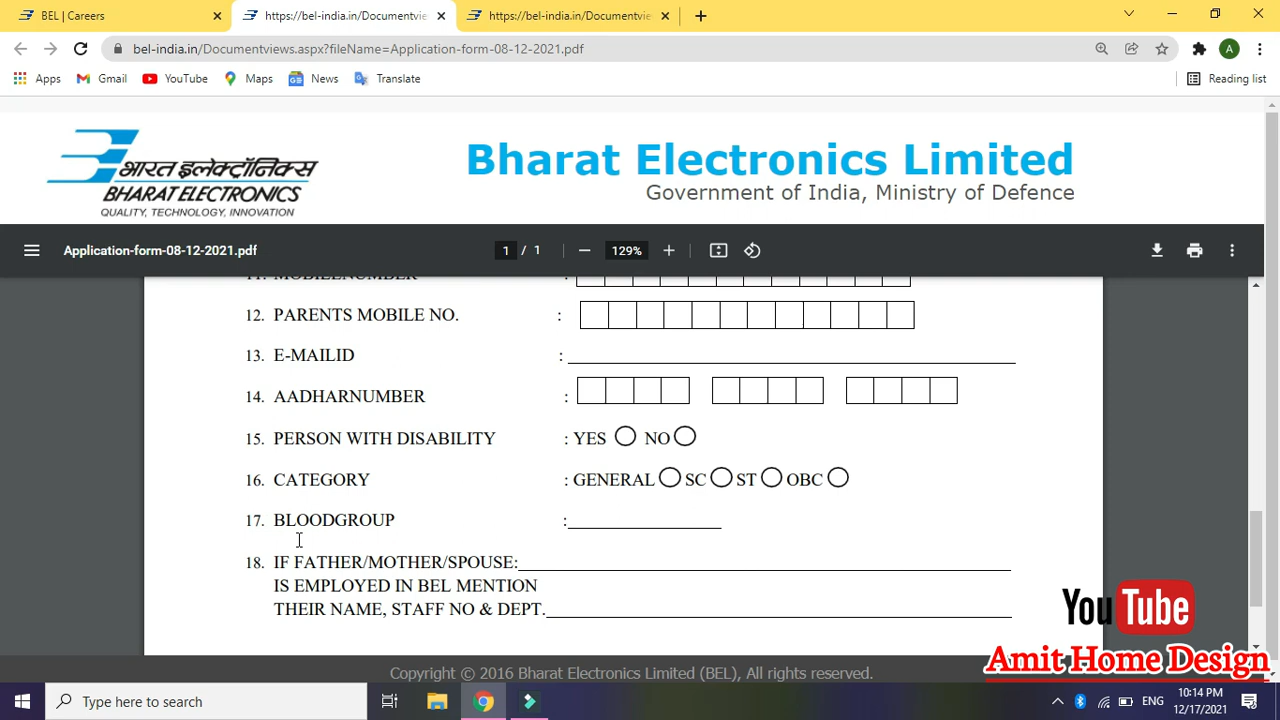 BEL | Careers
https://bel-india.in/Documentvie
https://bel-india.in/Documentvie
bel-india.in/Documentviews.aspx?fileName=Application-form-08-12-2021.pdf
A
Apps
Gmail
YouTube
Maps
News
Translate
Reading list
भारत इलेक्ट्रॉनिक्स
BHARAT ELECTRONICS
QUALITY, TECHNOLOGY, INNOVATION
Bharat Electronics Limited
Government of India, Ministry of Defence
Application-form-08-12-2021.pdf
1 / 1
129%
11. MOBILENUMBER :
12. PARENTS MOBILE NO. :
13. E-MAILID :
14. AADHARNUMBER :
15. PERSON WITH DISABILITY : YES NO
16. CATEGORY : GENERAL SC ST OBC
17. BLOODGROUP :
18. IF FATHER/MOTHER/SPOUSE:
IS EMPLOYED IN BEL MENTION
THEIR NAME, STAFF NO & DEPT.
YouTube
Amit Home Design
Copyright © 2016 Bharat Electronics Limited (BEL), All rights reserved.
Type here to search
ENG
10:14 PM
12/17/2021